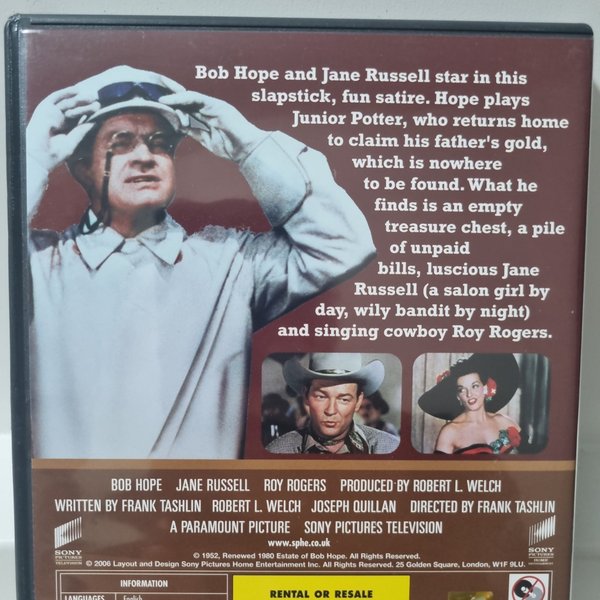 Bob Hope and Jane Russell star in this
slapstick, fun satire. Hope plays
Junior Potter, who returns home
to claim his father's gold,
which is nowhere
to be found. What he
finds is an empty
treasure chest, a pile
of unpaid
bills, luscious Jane
Russell (a salon girl by
day, wily bandit by night)
and singing cowboy Roy Rogers.
BOB HOPE JANE RUSSELL ROY ROGERS PRODUCED BY ROBERT L. WELCH
WRITTEN BY FRANK TASHLIN ROBERT L. WELCH JOSEPH QUILLAN DIRECTED BY FRANK TASHLIN
A PARAMOUNT PICTURE SONY PICTURES TELEVISION
www.sphe.co.uk
© 1952, Renewed 1980 Estate of Bob Hope. All Rights Reserved.
© 2006 Layout and Design Sony Pictures Home Entertainment Inc. All Rights Reserved. 25 Golden Square, London, W1F 9LU.
SONY
PICTURES
TELEVISION
SONY
PICTURES
INFORMATION
LANGUAGES English
RENTAL OR RESALE